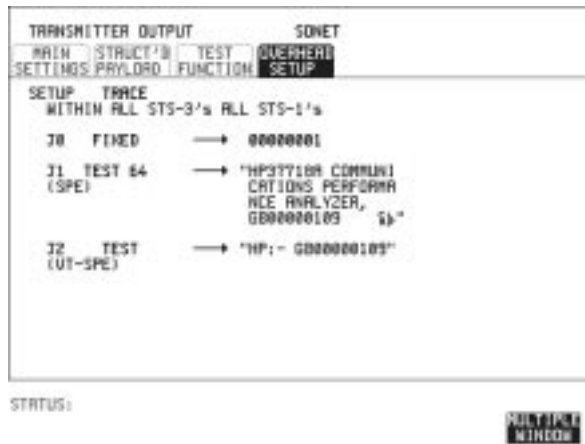 TRANSMITTER OUTPUT SONET
MAIN SETTINGS STRUCT'D PAYLOAD TEST FUNCTION OVERHEAD SETUP
SETUP TRACE
WITHIN ALL STS-3's ALL STS-1's
J0 FIXED → 00000001
J1 TEST 64 → "HP37718A COMMUNI
(SPE) CATIONS PERFORMA
NCE ANALYZER,
GB00000109
J2 TEST → "HP:- GB00000109"
(VT-SPE)
STATUS:
MULTIPLE
WINDOW